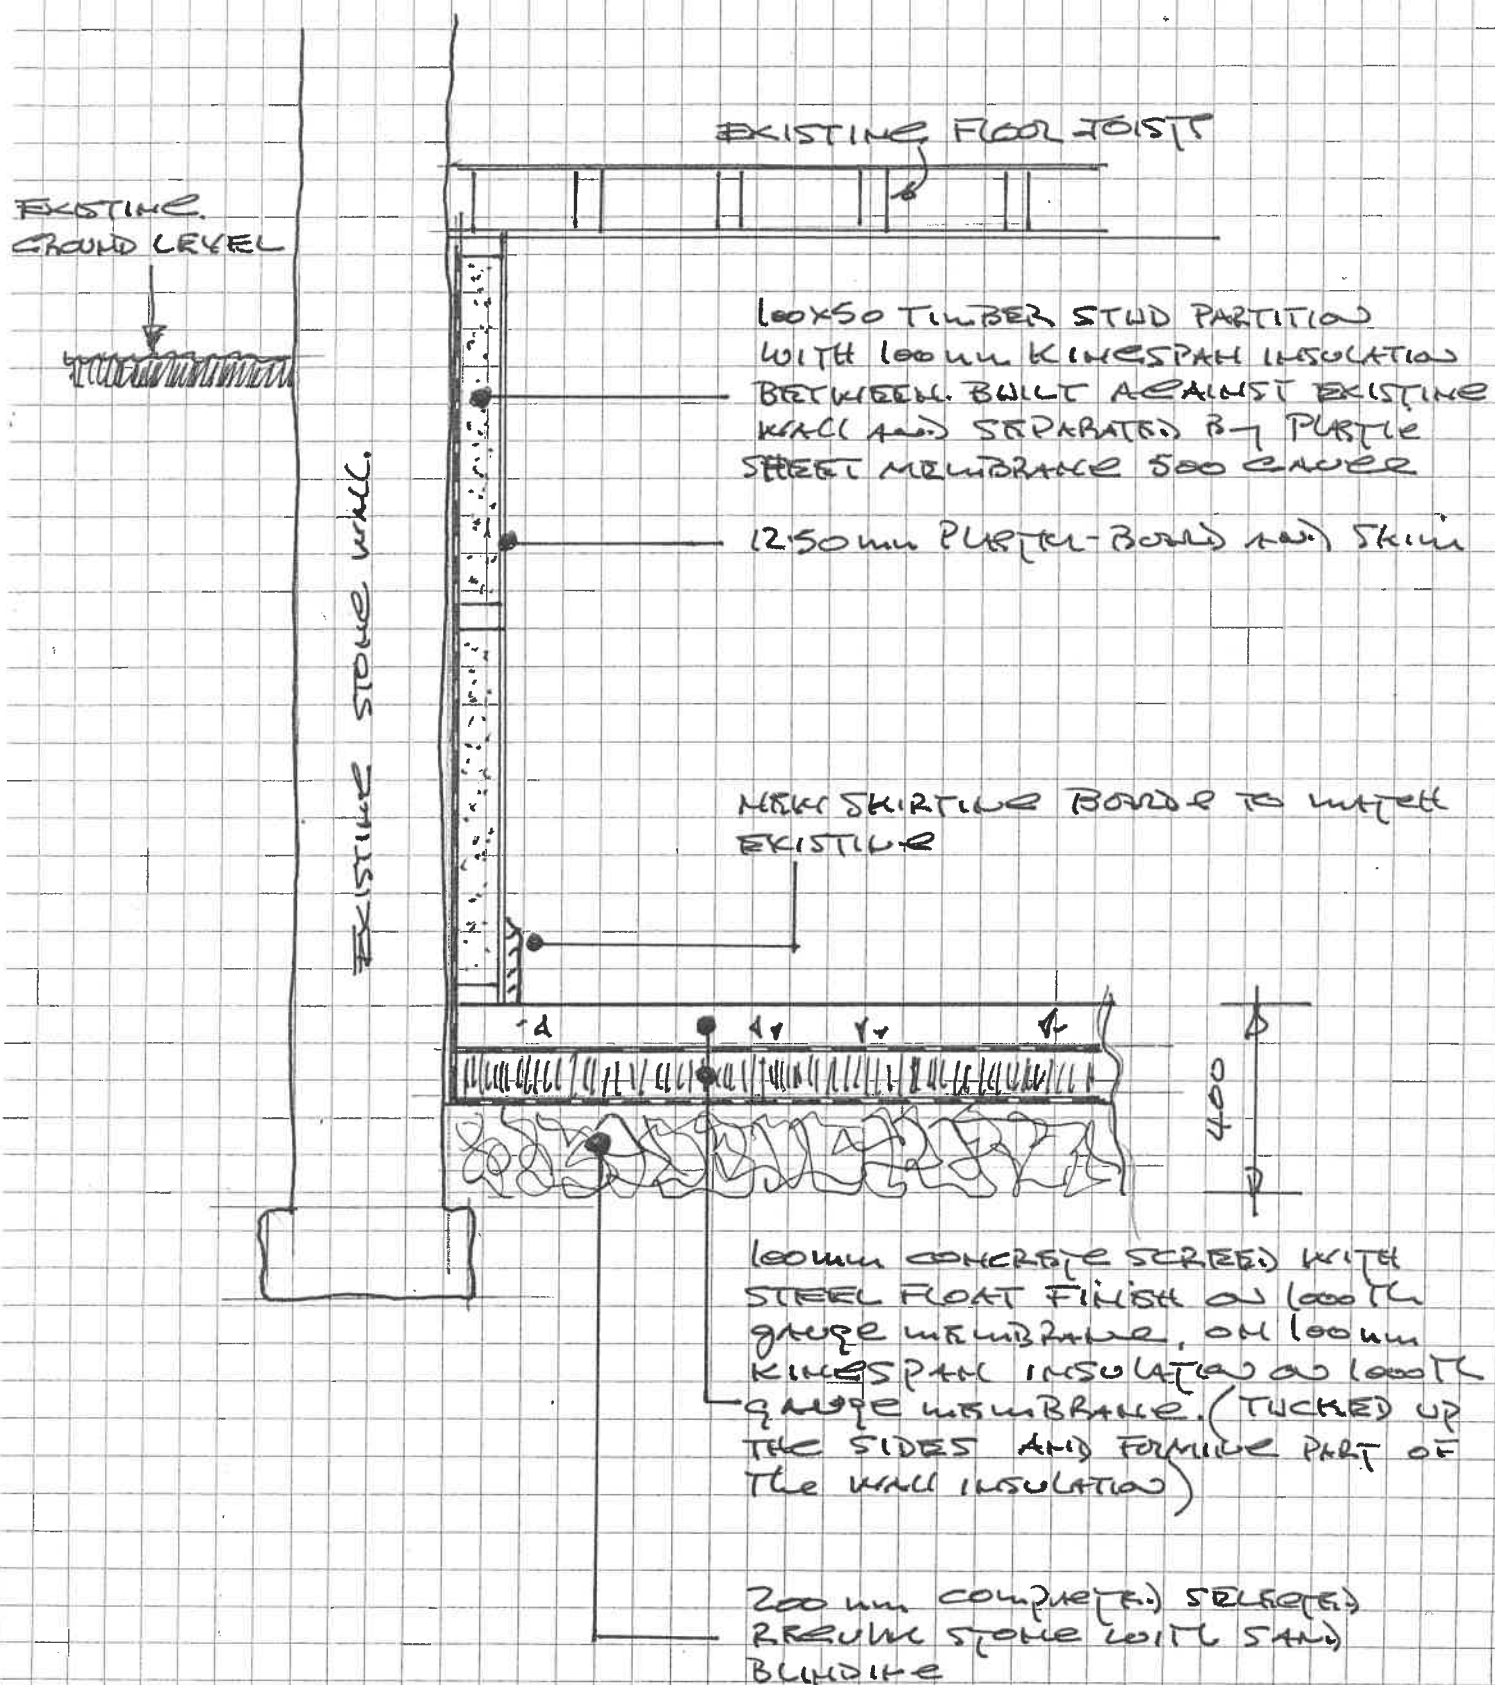 EXISTING FLOOR JOISTS
EXISTING
GROUND LEVEL
100x50 TIMBER STUD PARTITION
WITH 100mm KINGSPAN INSULATION
BETWEEN. BUILT AGAINST EXISTING
WALL AND SEPARATED BY PLASTIC
SHEET MEMBRANE 500 GAUGE
12.50mm PLASTER-BOARD AND SKIM
EXISTING STONE WALL.
NEW SKIRTING BOARDS TO MATCH
EXISTING
400
100mm CONCRETE SCREED WITH
STEEL FLOAT FINISH ON 1000Th
gauge MEMBRANE, ON 100mm
KINGSPAN INSULATION ON 1000Th
gauge MEMBRANE. (TUCKED UP
THE SIDES AND FORMING PART OF
The WALL INSULATION)
200mm COMPACTED SELECTED
STONE WITH SAND
BLINDING